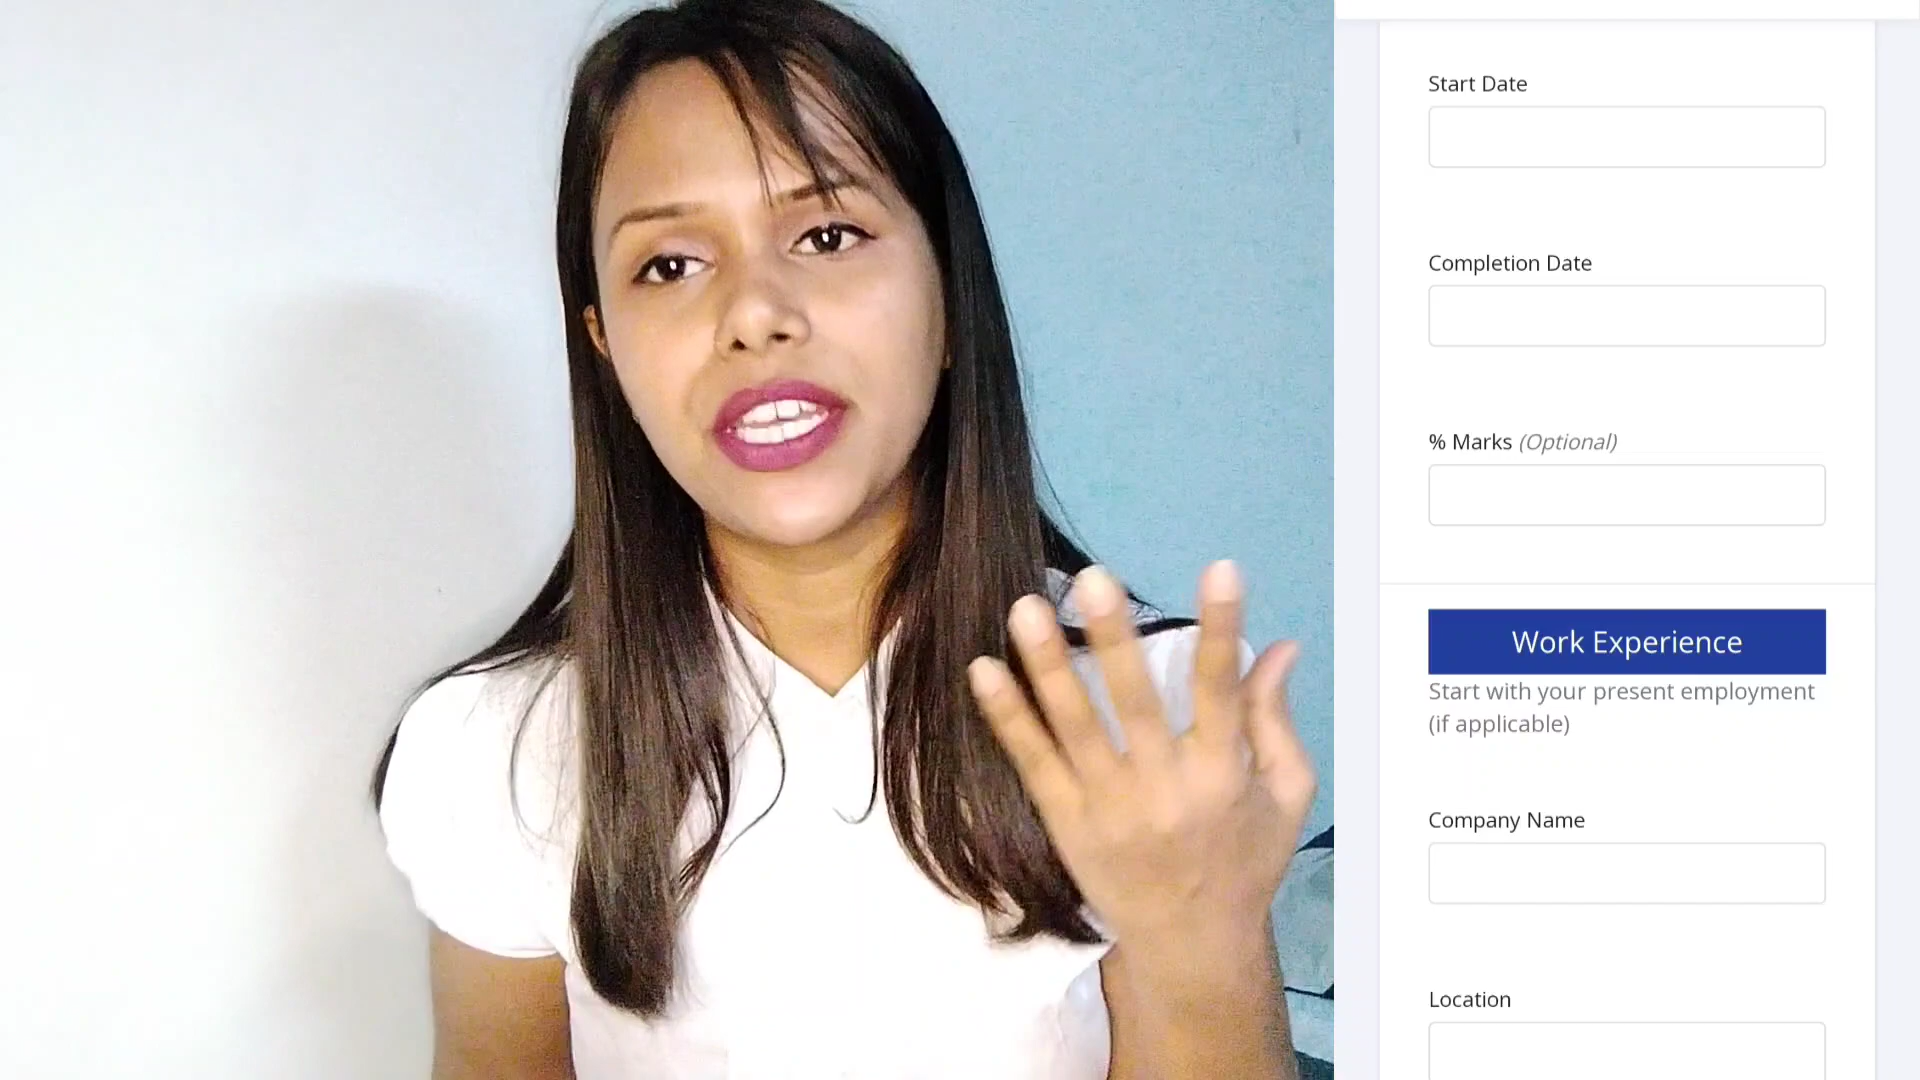 Start Date
Completion Date
% Marks (Optional)
Work Experience
Start with your present employment
(if applicable)
Company Name
Location